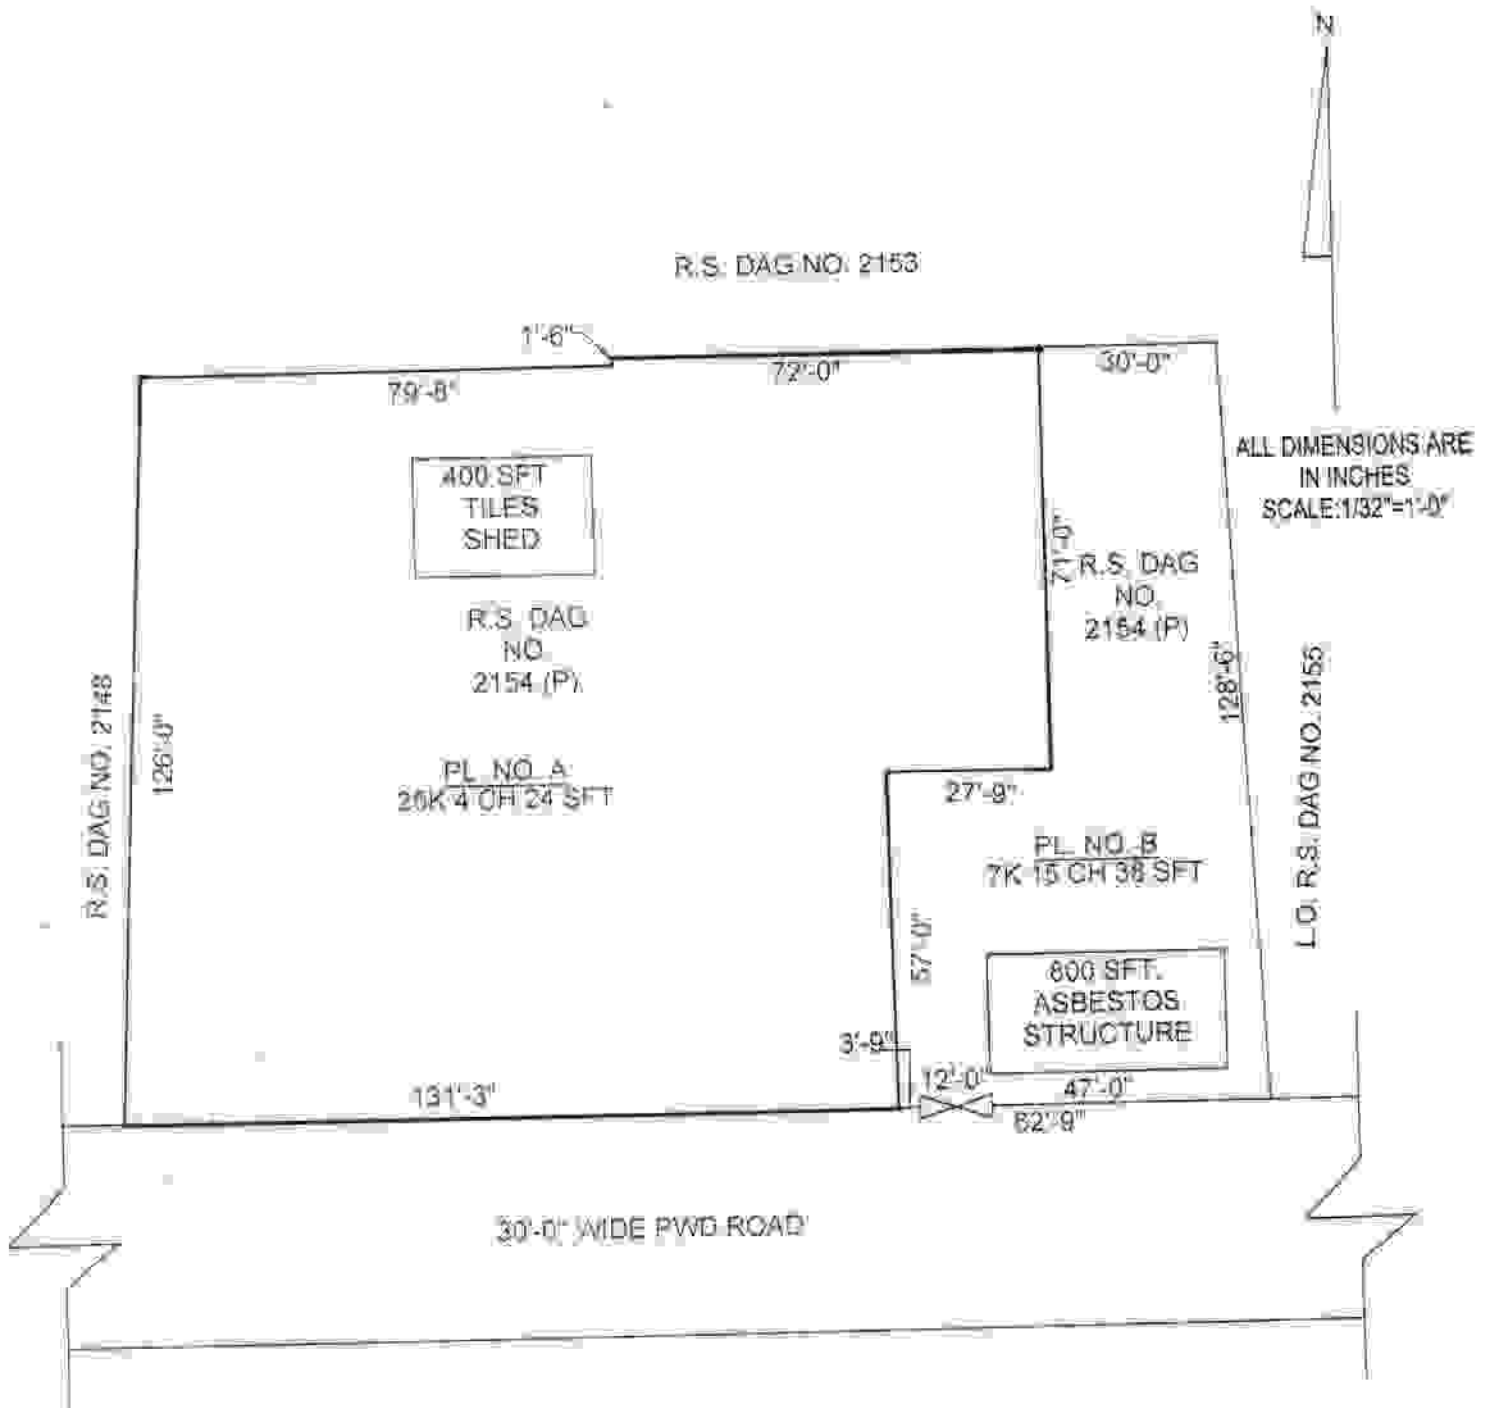 N
R.S. DAG NO. 2153
1'-6"
79'-8"
72'-0"
30'-0"
ALL DIMENSIONS ARE
IN INCHES
SCALE:1/32"=1'-0"
400 SFT
TILES
SHED
71'-0"
R.S. DAG
NO.
2154 (P)
R.S. DAG
NO.
2154 (P)
128'-6"
R.S. DAG NO. 2148
126'-0"
L.O. R.S. DAG NO. 2155
PL. NO. A
4 CH 24 SFT
27'-9"
PL. NO.-B
7K 15 CH 38 SFT
57'-0"
800 SFT.
ASBESTOS
STRUCTURE
3'-9"
12'-0"
47'-0"
131'-3"
62'-9"
30'-0" WIDE PWD ROAD